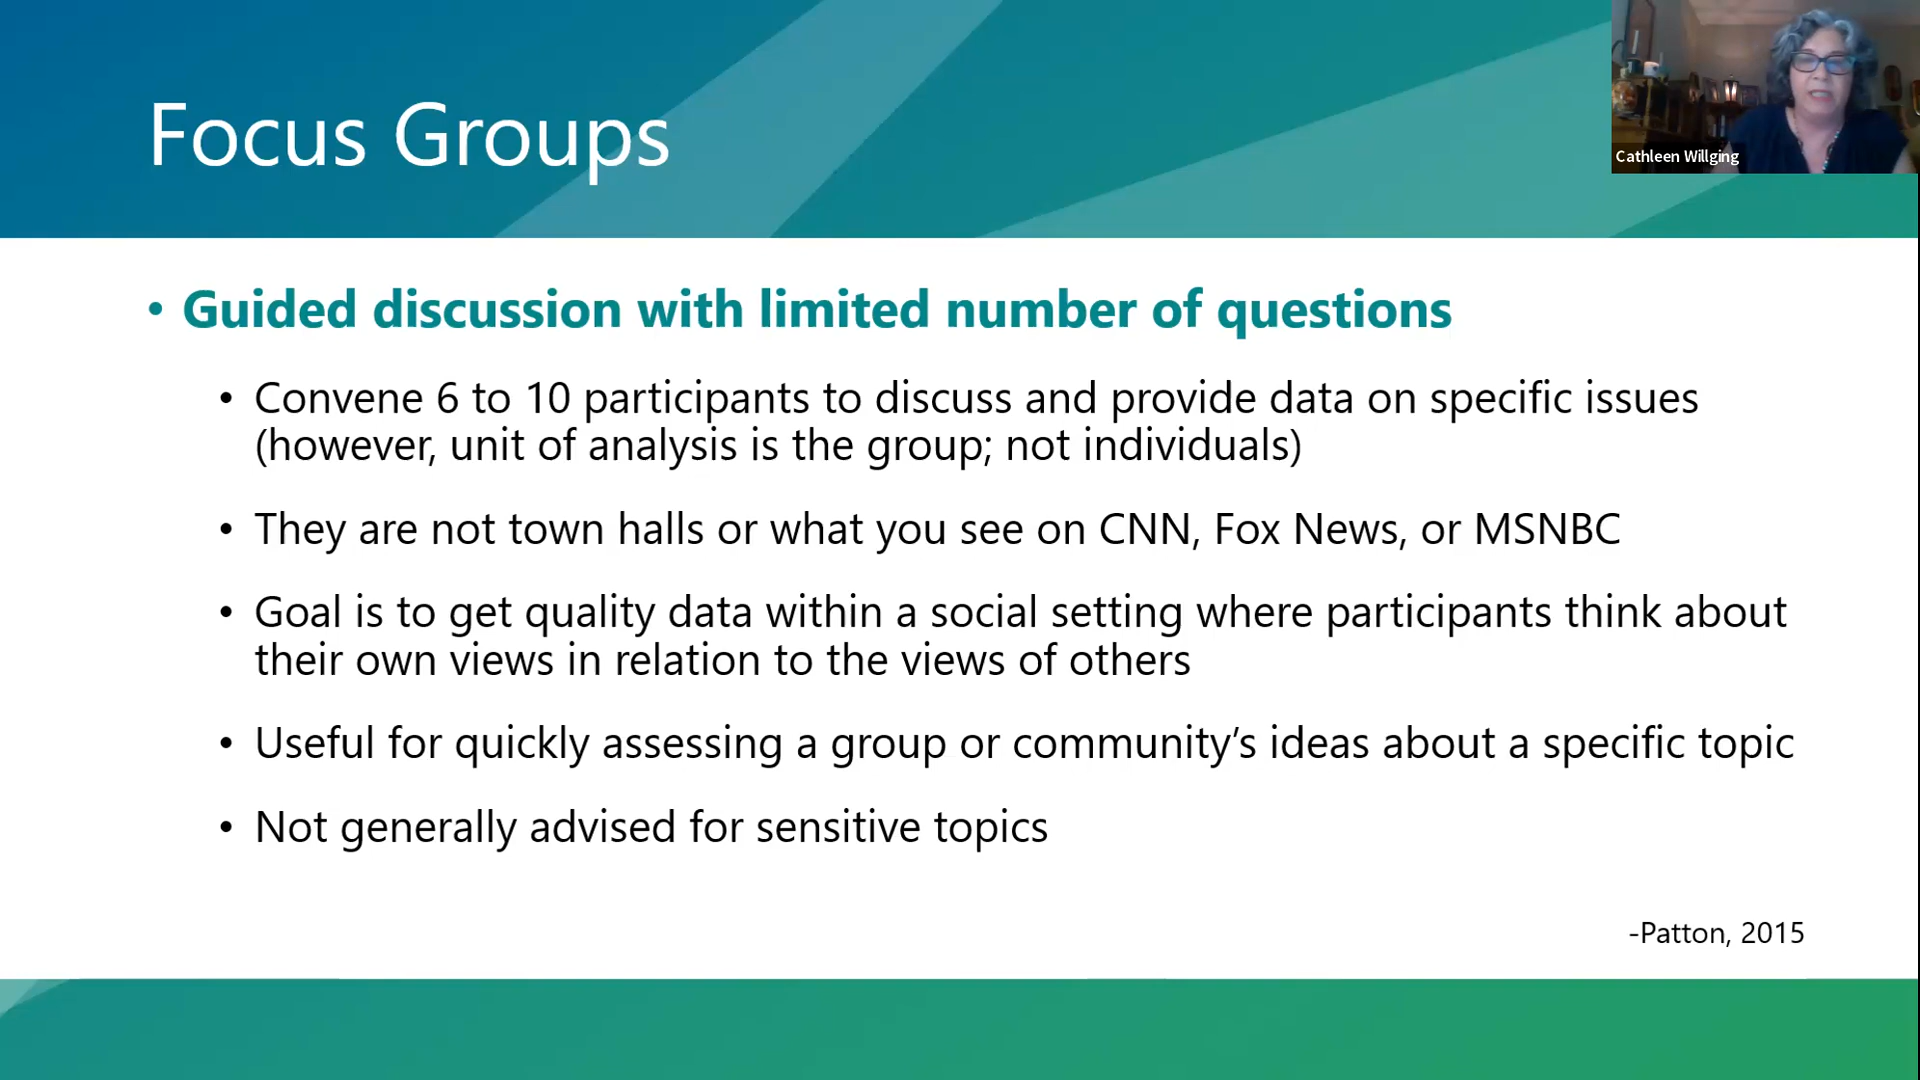 Focus Groups
Cathleen Willging
• Guided discussion with limited number of questions
• Convene 6 to 10 participants to discuss and provide data on specific issues
(however, unit of analysis is the group; not individuals)
• They are not town halls or what you see on CNN, Fox News, or MSNBC
• Goal is to get quality data within a social setting where participants think about
their own views in relation to the views of others
• Useful for quickly assessing a group or community’s ideas about a specific topic
• Not generally advised for sensitive topics
-Patton, 2015